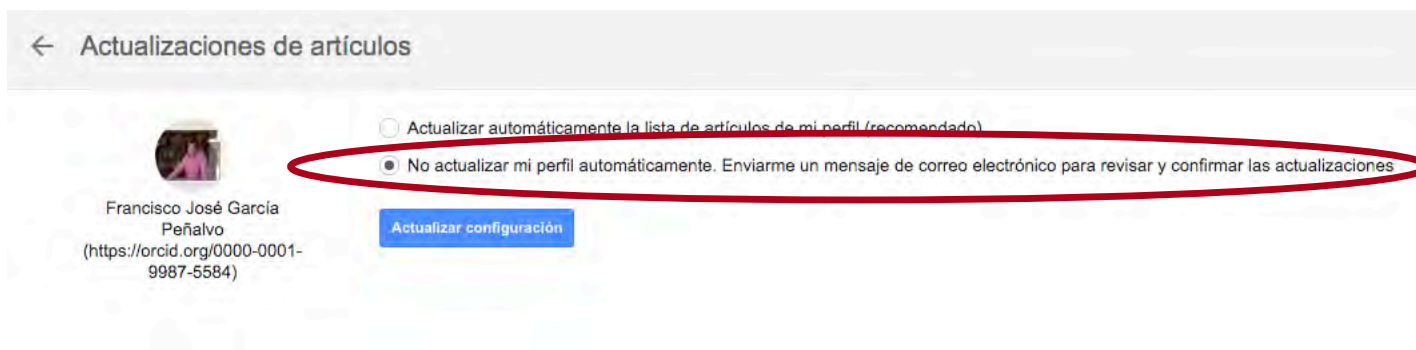 Actualizaciones de artículos
Actualizar automáticamente la lista de artículos de mi perfil (recomendado)
No actualizar mi perfil automáticamente. Enviarme un mensaje de correo electrónico para revisar y confirmar las actualizaciones
Francisco José García
Peñalvo
(https://orcid.org/0000-0001-
9987-5584)
Actualizar configuración